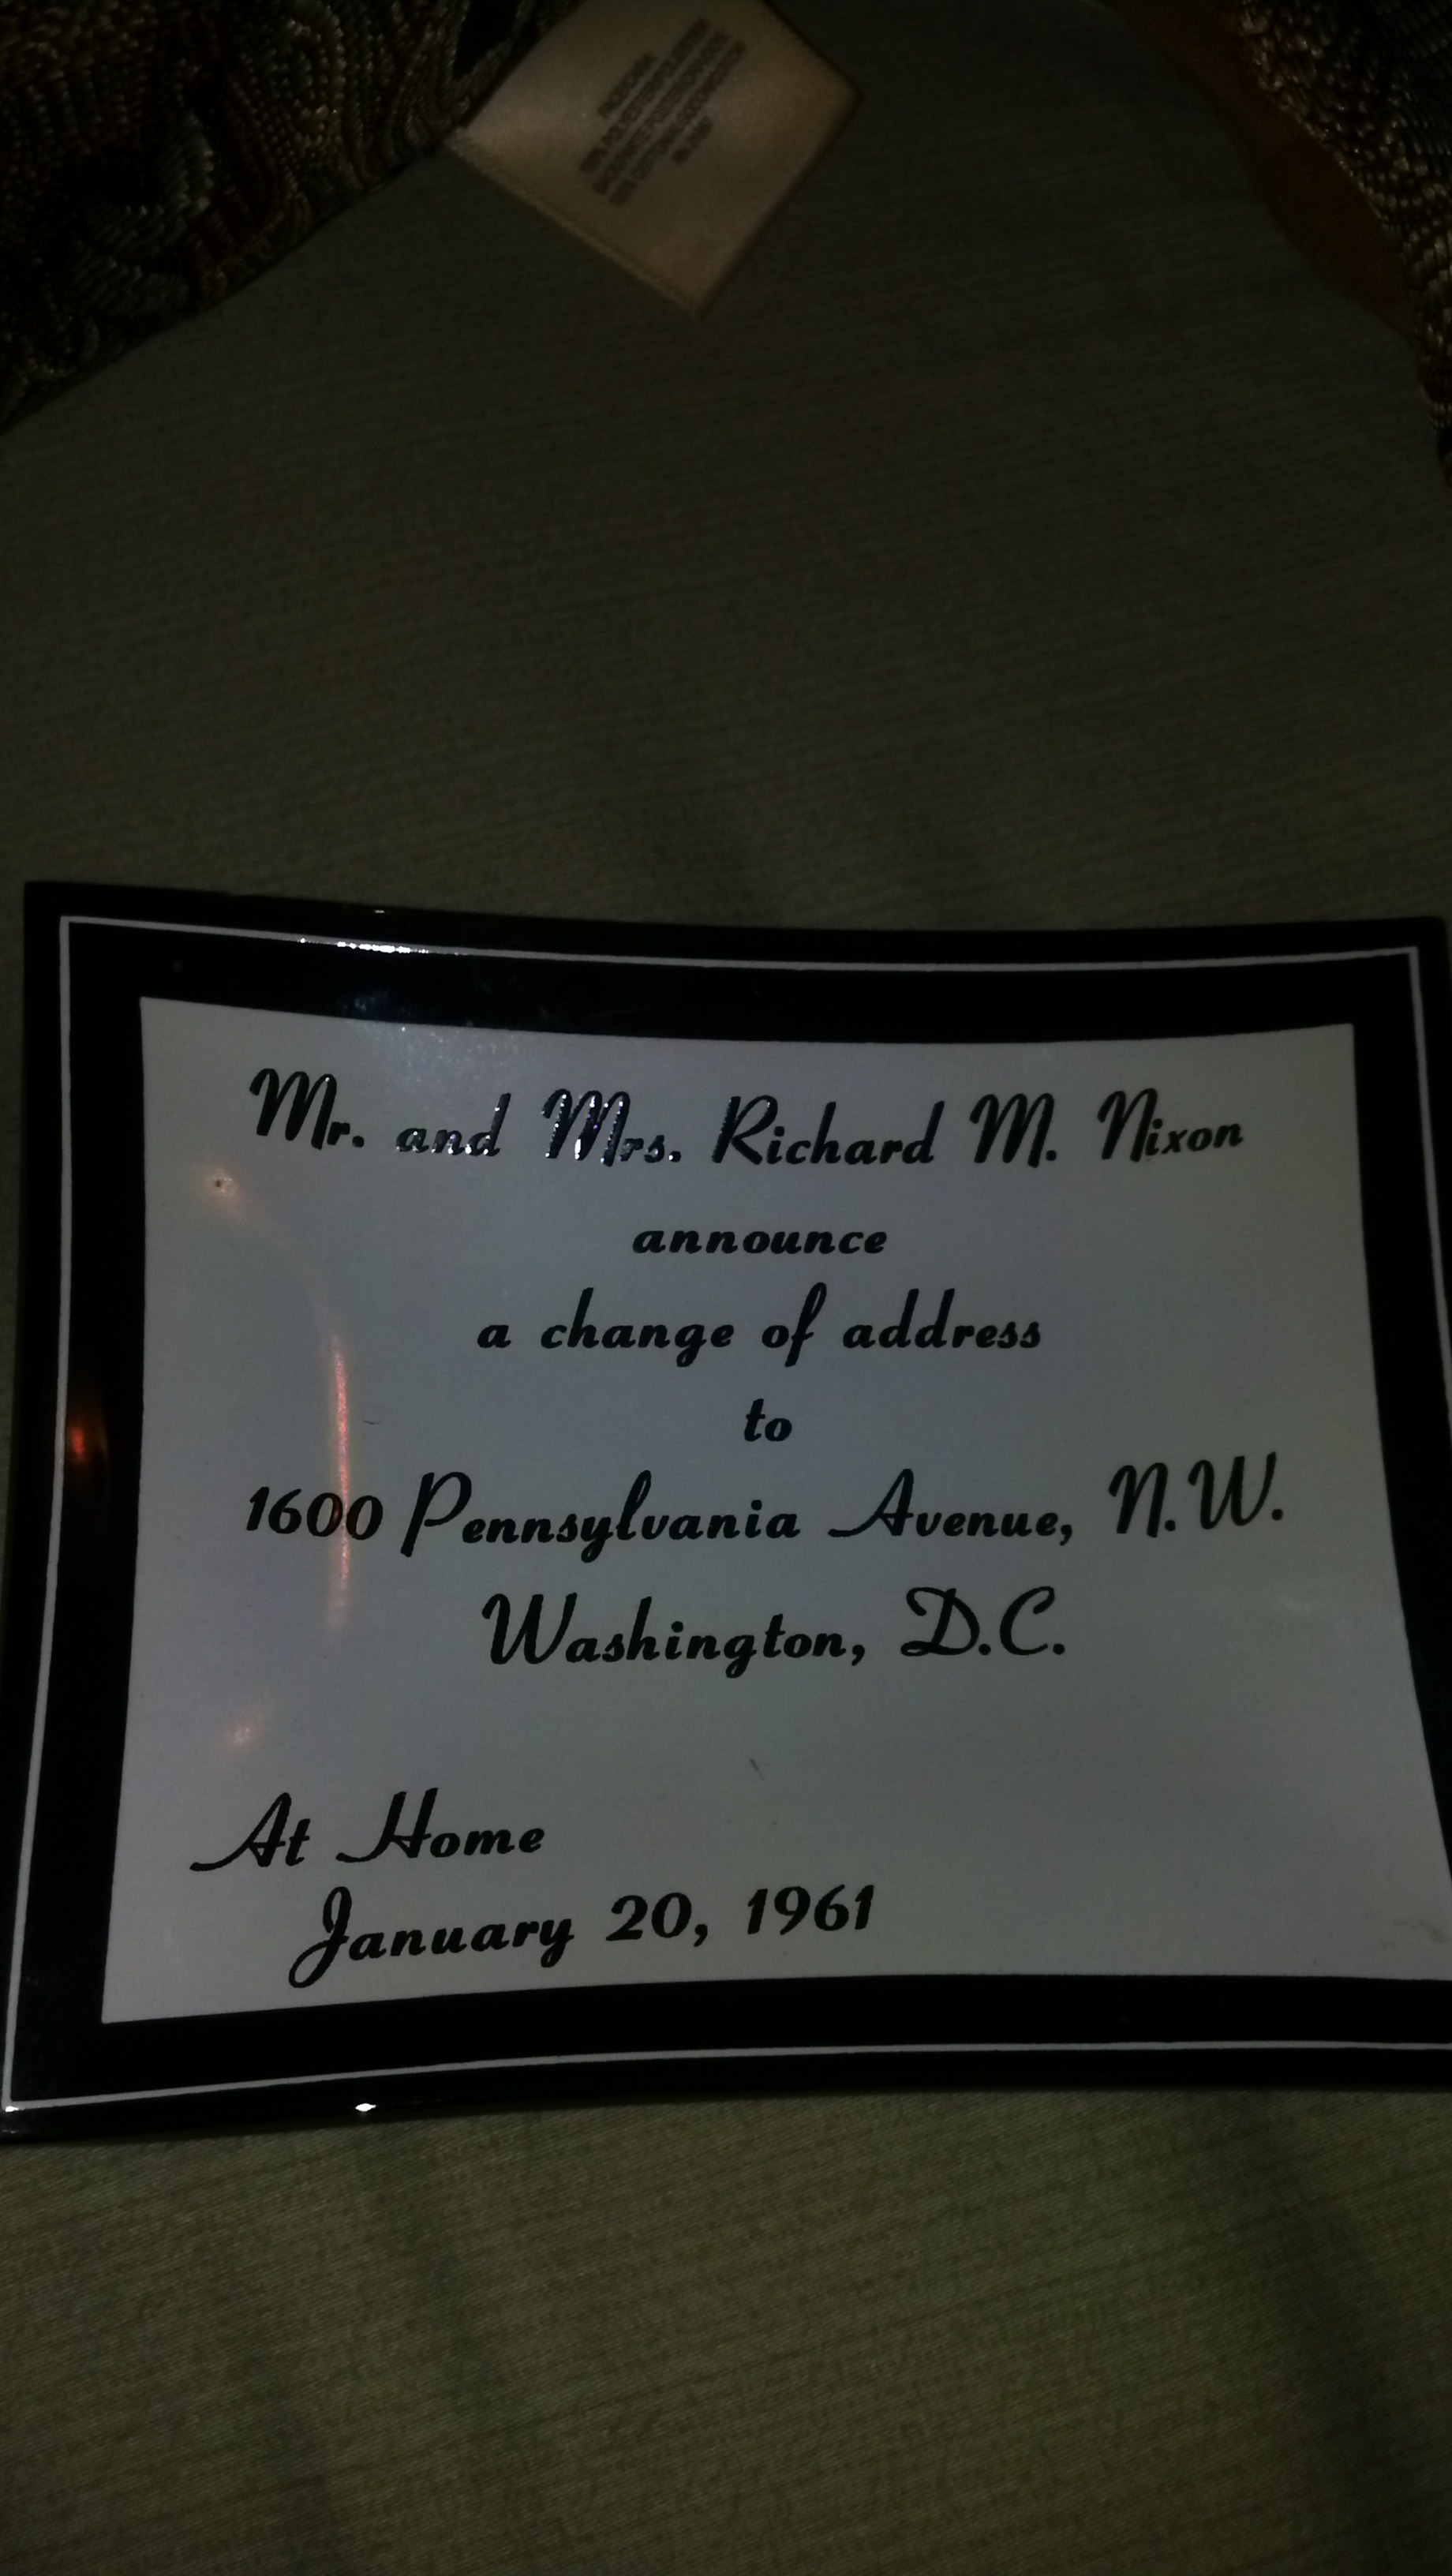 Mr. and Mrs. Richard M. Nixon
announce
a change of address
to
1600 Pennsylvania Avenue, N.W.
Washington, D.C.
At Home
January 20, 1961